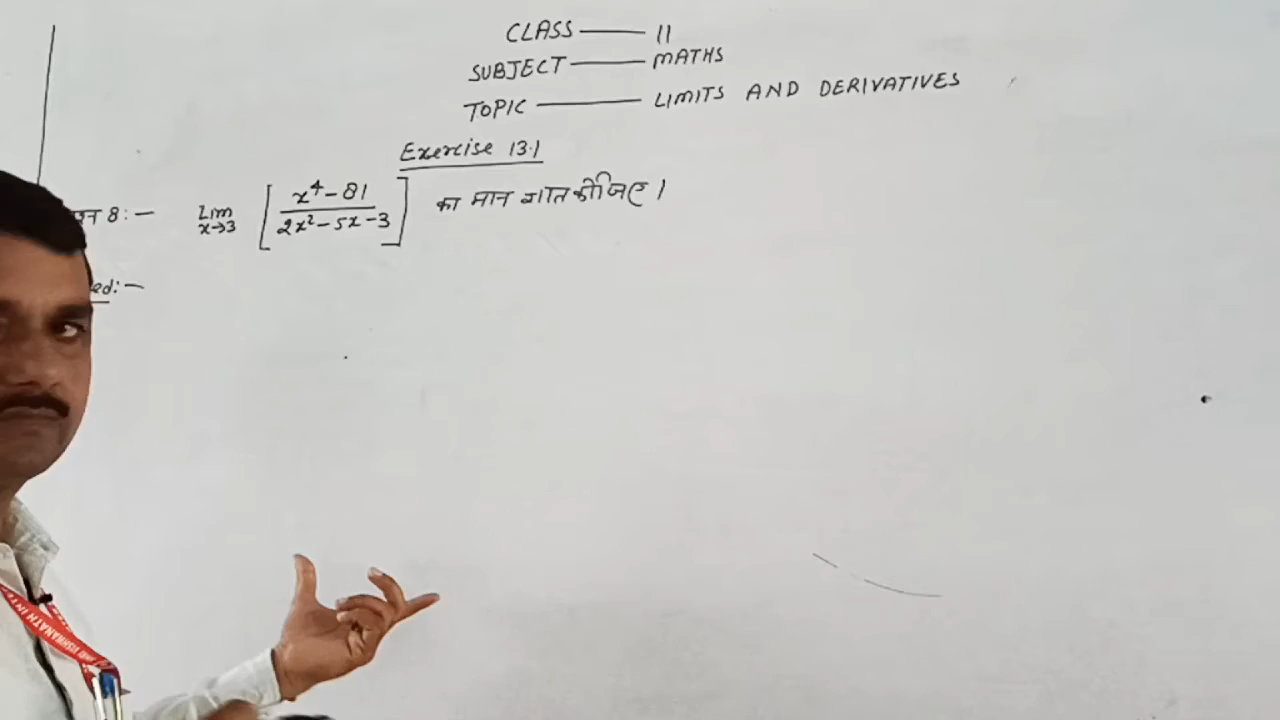 CLASS —— 11
SUBJECT —— MATHS
TOPIC —— LIMITS AND DERIVATIVES
Exercise 13.1
8:— Lim x→3 [ (x⁴ - 81) / (2x² - 5x - 3) ] का मान ज्ञात कीजिए।
ed:—